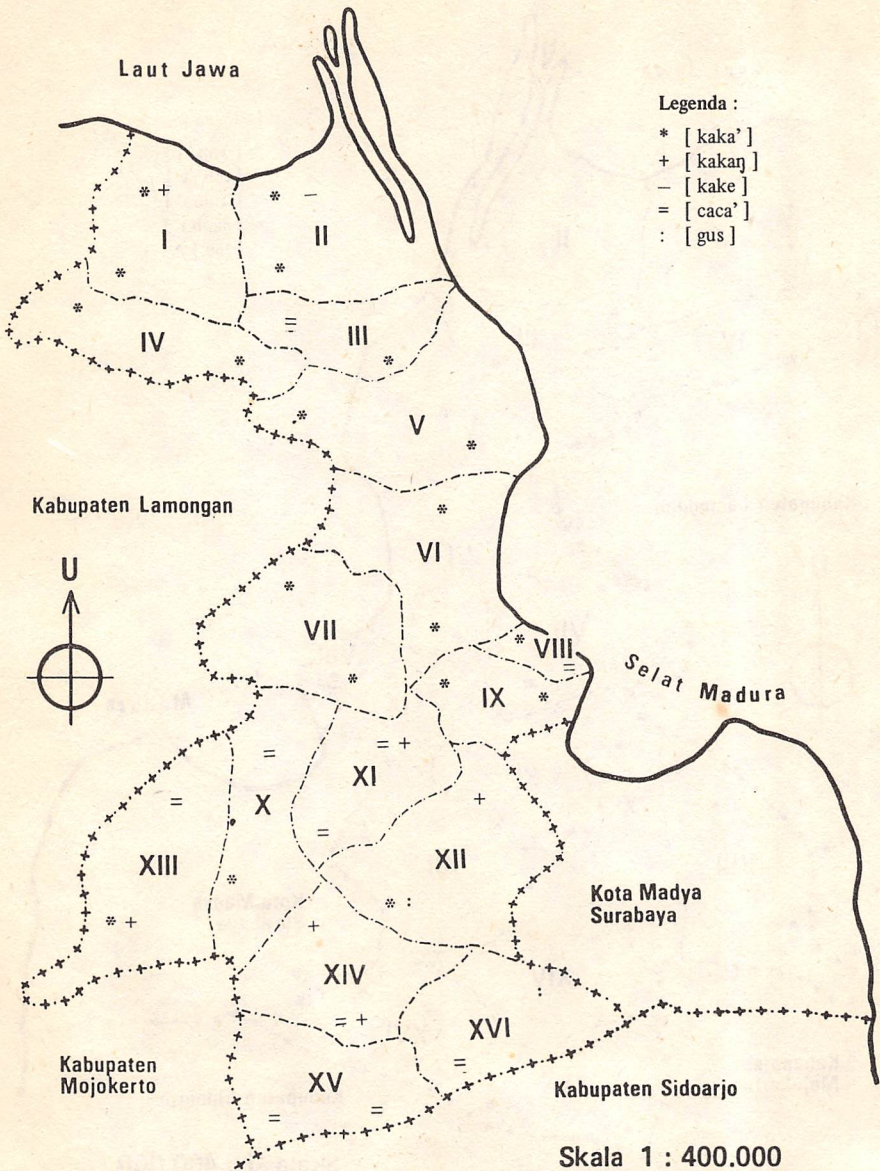 Laut Jawa
Legenda :
* [ kaka' ]
+ [ kakaŋ ]
– [ kake ]
= [ caca' ]
: [ gus ]
* +
* –
I
II
*
*
*
=
III
IV
*
*
*
V
*
Kabupaten Lamongan
*
VI
U
*
VII
*
* VIII
=
Selat Madura
*
* IX *
= +
=
XI
=
X
+
=
XII
XIII
*
* :
Kota Madya
Surabaya
* +
+
XIV
:
= +
XVI
Kabupaten
Mojokerto
=
XV
Kabupaten Sidoarjo
=
=
Skala 1 : 400.000